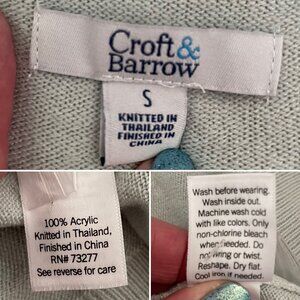 Croft&
Barrow
S
KNITTED IN
THAILAND
FINISHED IN
CHINA
100% Acrylic
Knitted in Thailand,
Finished in China
RN# 73277
See reverse for care
Wash before wearing.
Wash inside out.
Machine wash cold
with like colors. Only
non-chlorine bleach
when needed. Do
not wring or twist.
Reshape. Dry flat.
Cool iron if needed.